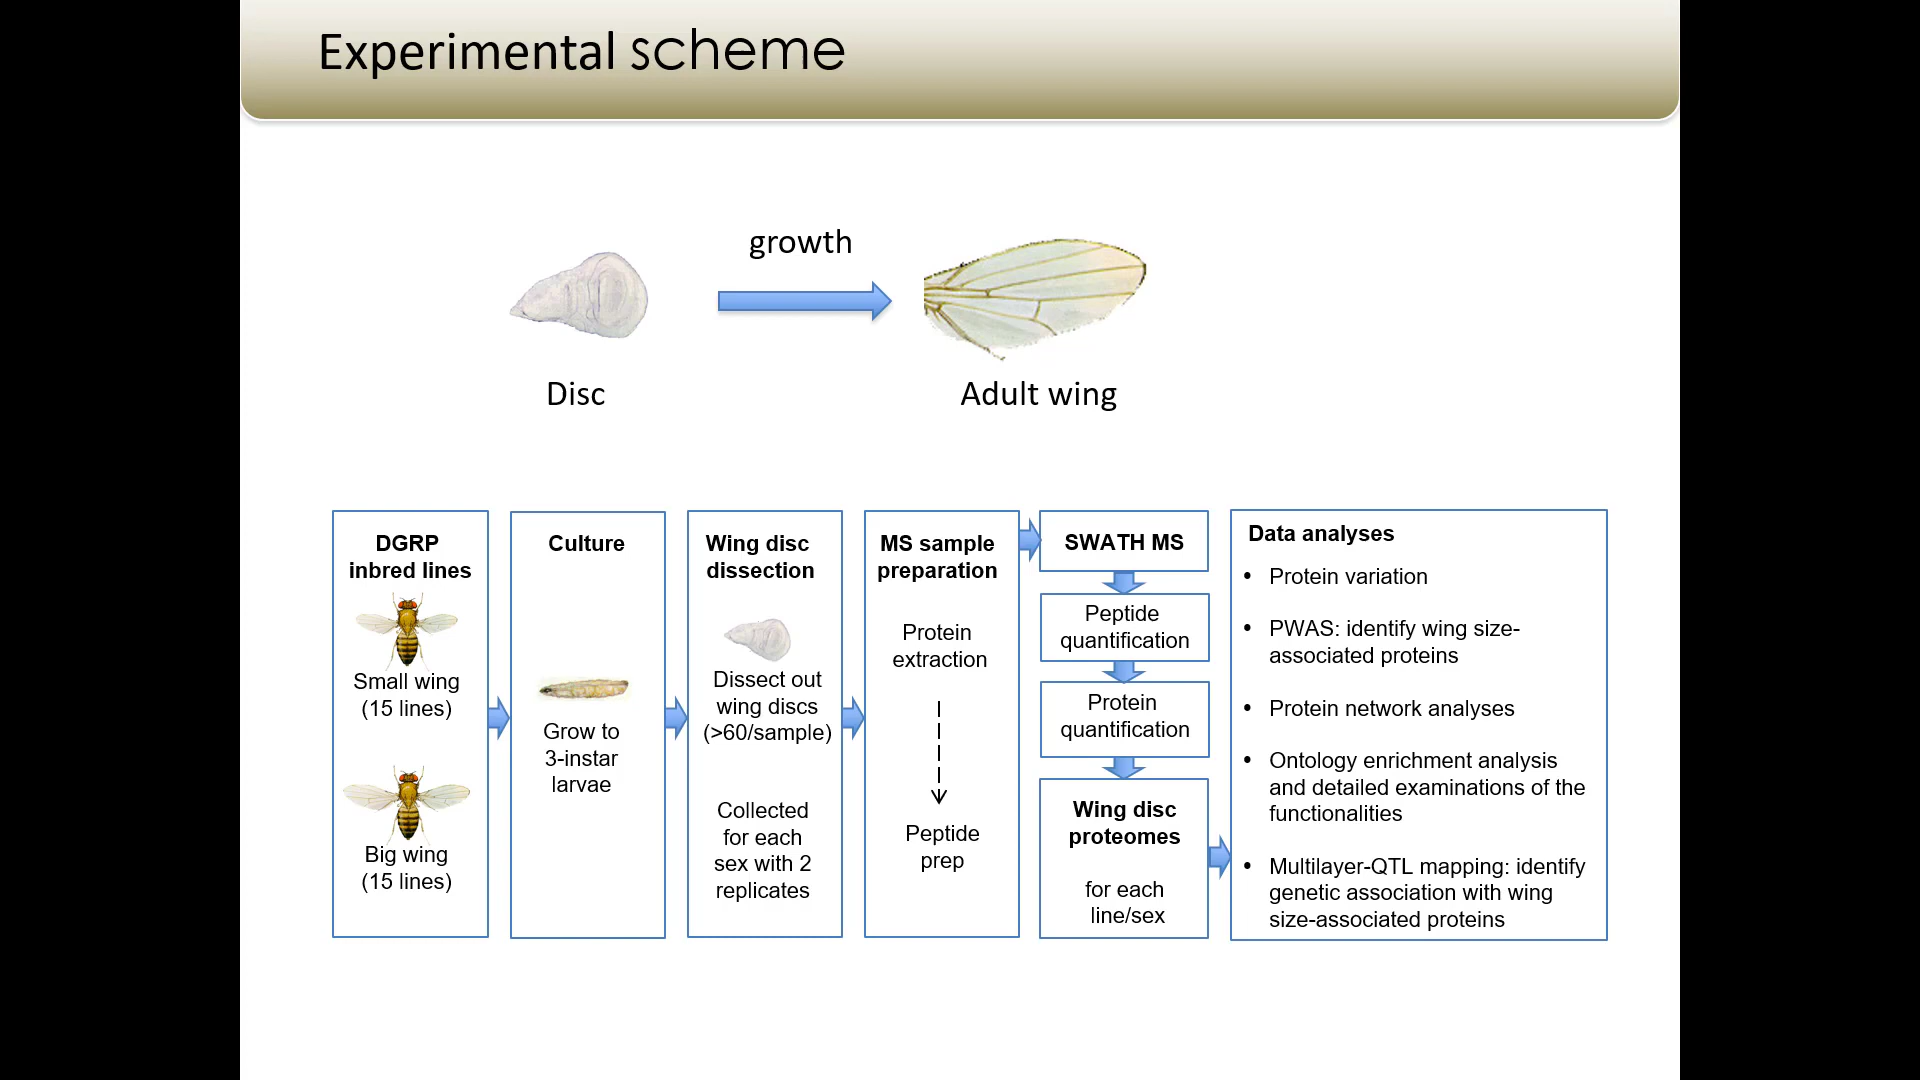 Experimental scheme
growth
Disc
Adult wing
DGRP
inbred lines
Small wing
(15 lines)
Big wing
(15 lines)
Culture
Grow to
3-instar
larvae
Wing disc
dissection
Dissect out
wing discs
(>60/sample)
Collected
for each
sex with 2
replicates
MS sample
preparation
Protein
extraction
Peptide
prep
SWATH MS
Peptide
quantification
Protein
quantification
Wing disc
proteomes
for each
line/sex
Data analyses
• Protein variation
• PWAS: identify wing size-
associated proteins
• Protein network analyses
• Ontology enrichment analysis
and detailed examinations of the
functionalities
• Multilayer-QTL mapping: identify
genetic association with wing
size-associated proteins